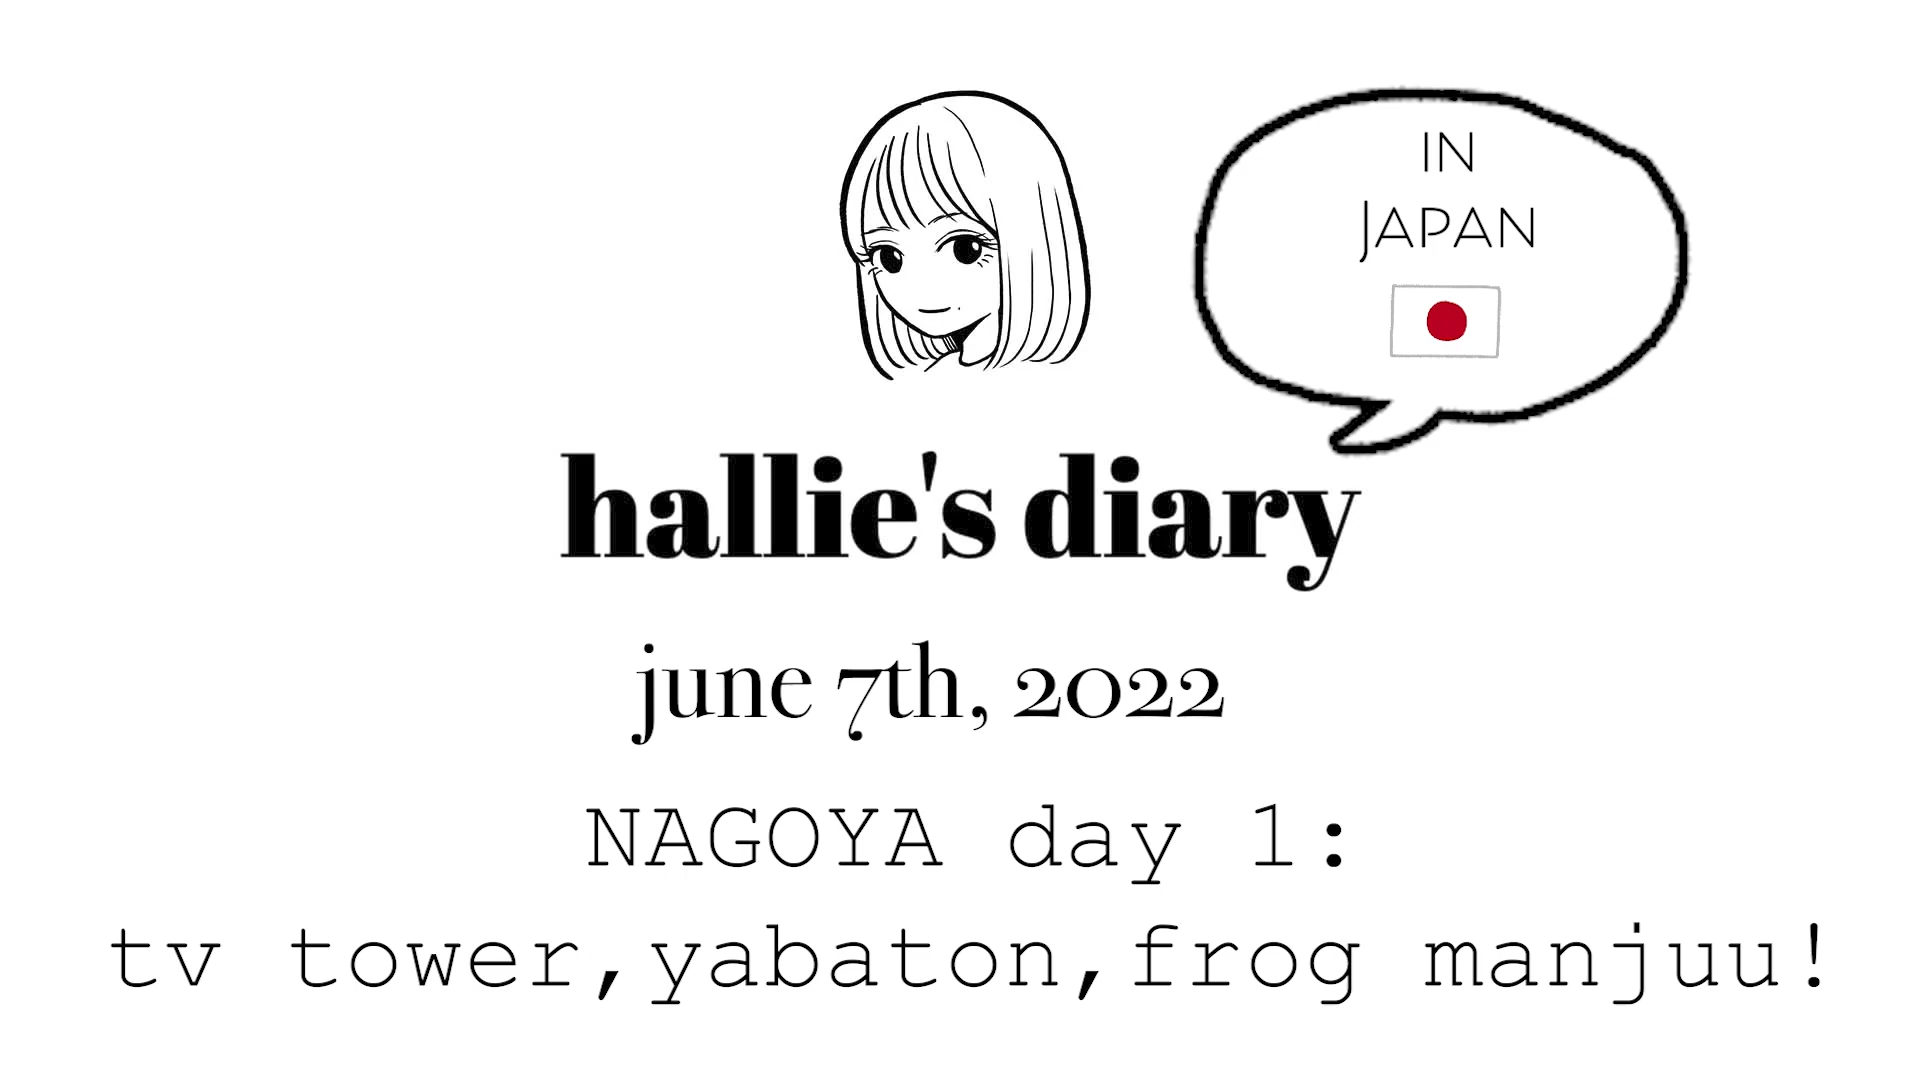 IN
JAPAN
hallie's diary
june 7th, 2022
NAGOYA day 1:
tv tower,yabaton,frog manjuu!